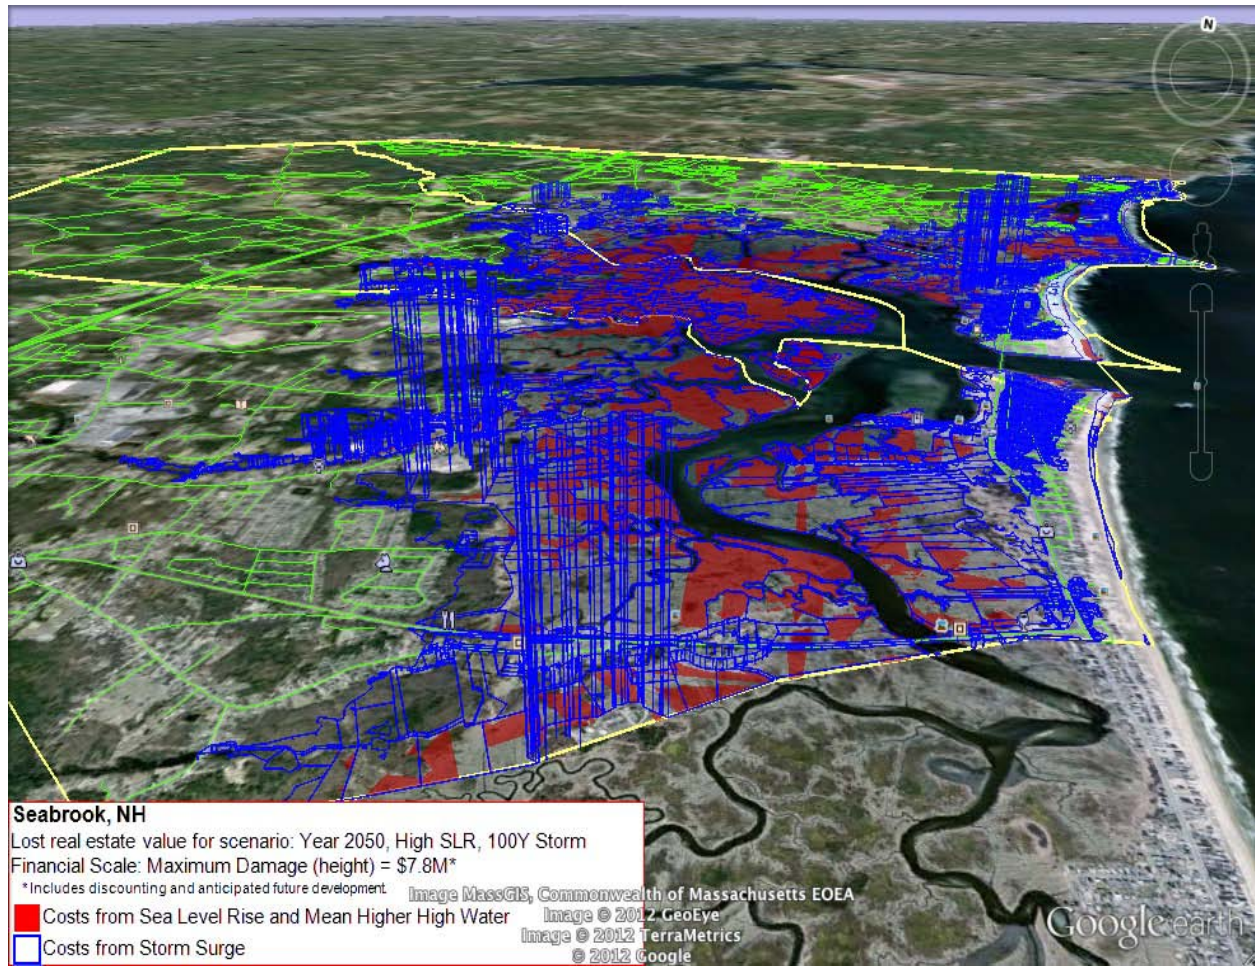 N
Seabrook, NH
Lost real estate value for scenario: Year 2050, High SLR, 100Y Storm
Financial Scale: Maximum Damage (height) = $7.8M*
*Includes discounting and anticipated future development.
Costs from Sea Level Rise and Mean Higher High Water
Costs from Storm Surge
Image MassGIS, Commonwealth of Massachusetts EOEA
Image © 2012 GeoEye
Image © 2012 TerraMetrics
© 2012 Google
Google earth